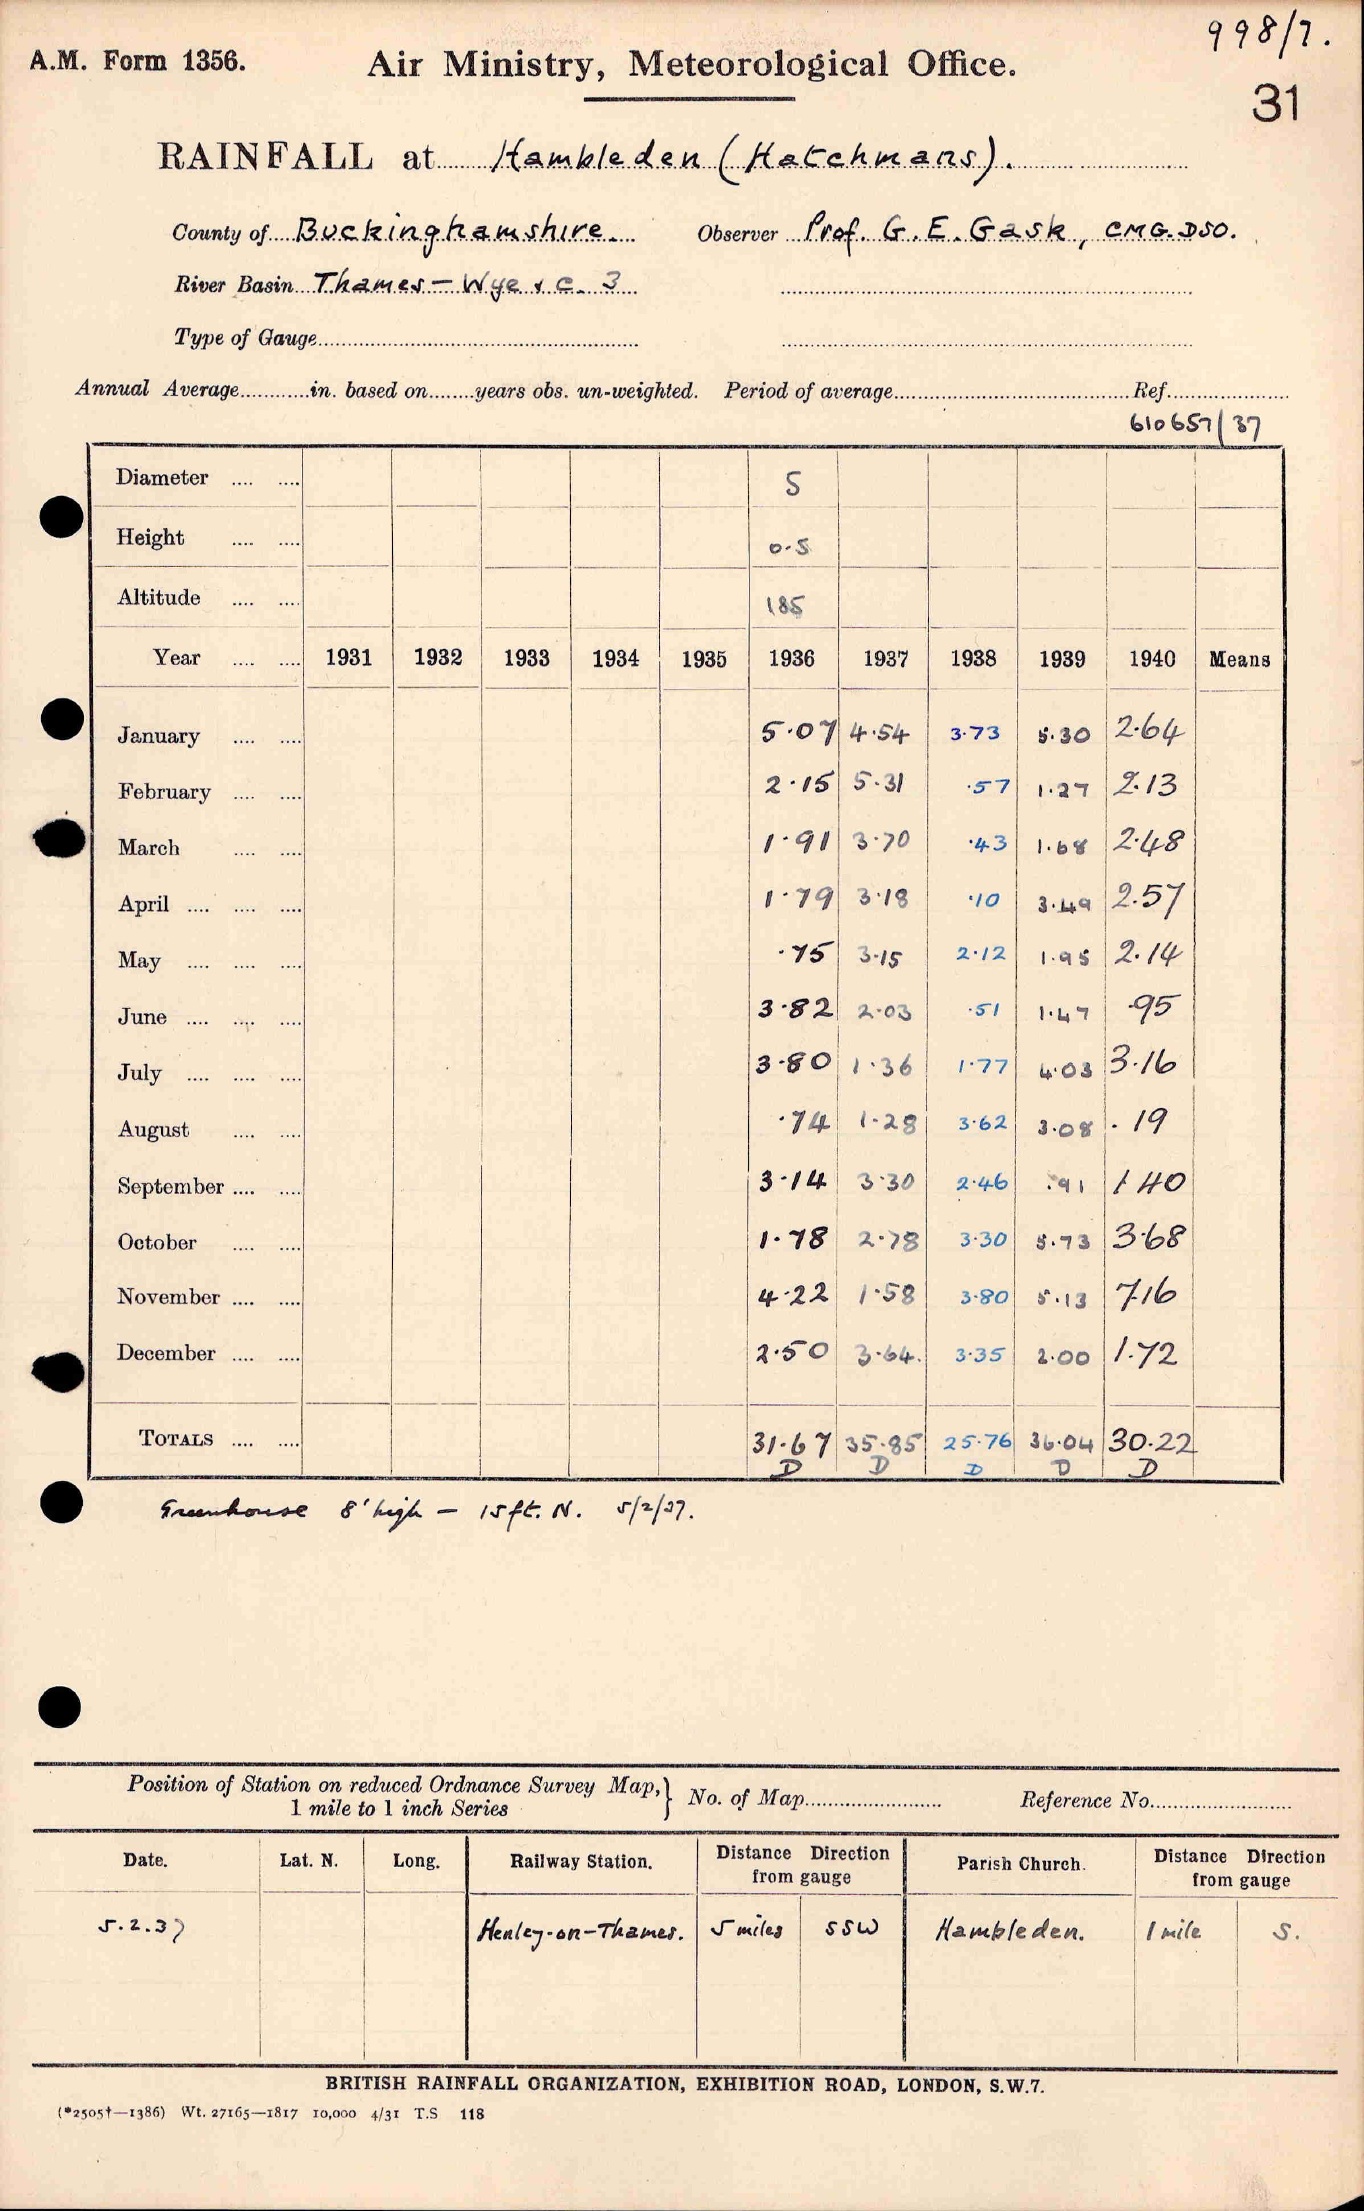 998/7.
A.M. Form 1356.
Air Ministry, Meteorological Office.
31
RAINFALL at Hambleden (Hatchmans).
County of Buckinghamshire. Observer Prof. G. E. Gask, CMG. DSO.
River Basin Thames - Wye & c. 3
Type of Gauge
Annual Average in. based on years obs. un-weighted. Period of average Ref.
610657/37
Diameter 5
Height 0.5
Altitude 185
Year 1931 1932 1933 1934 1935 1936 1937 1938 1939 1940 Means
January 5.07 4.54 3.73 5.30 2.64
February 2.15 5.31 .57 1.27 2.13
March 1.91 3.70 .43 1.68 2.48
April 1.79 3.18 .10 3.49 2.57
May .75 3.15 2.12 1.95 2.14
June 3.82 2.03 .51 1.47 .95
July 3.80 1.36 1.77 4.03 3.16
August .74 1.28 3.62 3.08 .19
September 3.14 3.30 2.46 .91 1.40
October 1.78 2.78 3.30 5.73 3.68
November 4.22 1.58 3.80 5.13 7.16
December 2.50 3.64. 3.35 2.00 1.72
TOTALS 31.67 35.85 25.76 36.04 30.22
D D D D D
Greenhouse 8' high - 15 ft. N. 5/2/37.
Position of Station on reduced Ordnance Survey Map, 1 mile to 1 inch Series } No. of Map Reference No.
Date. Lat. N. Long. Railway Station. Distance Direction from gauge Parish Church. Distance Direction from gauge
5.2.37 Henley-on-Thames. 5 miles SSW Hambleden. 1 mile S.
BRITISH RAINFALL ORGANIZATION, EXHIBITION ROAD, LONDON, S.W.7.
(*2505†—1386) Wt. 27165—1817 10,000 4/31 T.S 118